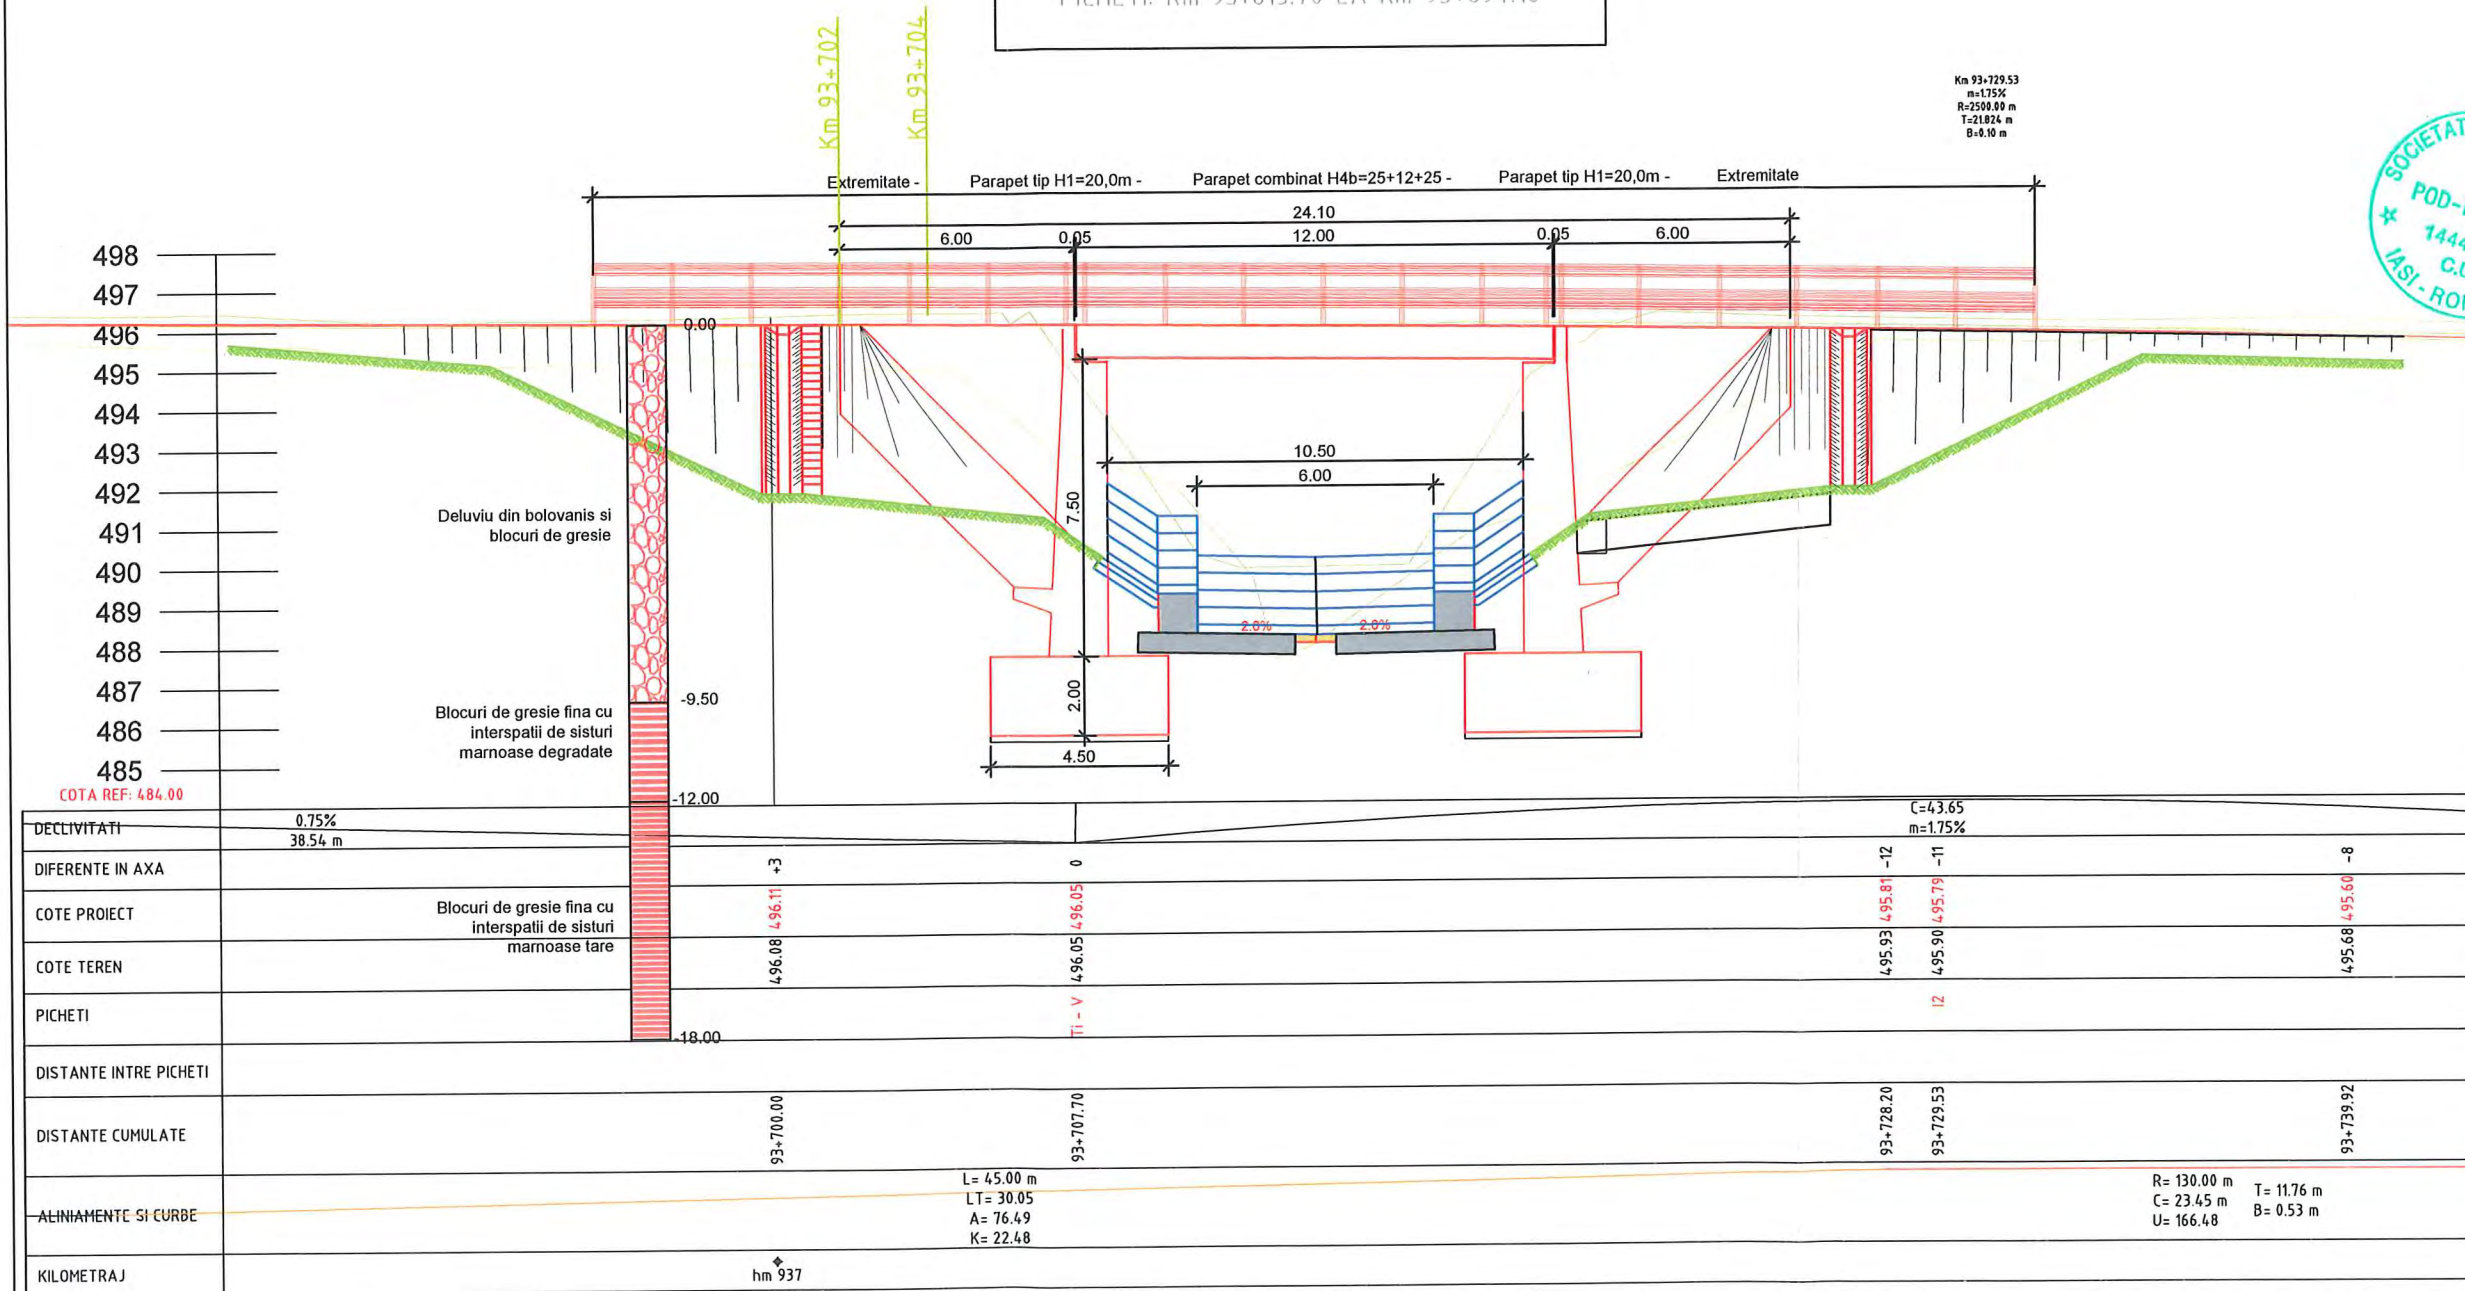 Km 93+702
Km 93+704
Km 93+729.53
m=1.75%
R=2500.00 m
T=21.824 m
B=0.10 m
Extremitate - Parapet tip H1=20,0m - Parapet combinat H4b=25+12+25 - Parapet tip H1=20,0m - Extremitate
24.10
6.00 0.05 12.00 0.05 6.00
498
497
496
495
494
493
492
491
490
489
488
487
486
485
COTA REF: 484.00
0.00
Deluviu din bolovanis si
blocuri de gresie
-9.50
Blocuri de gresie fina cu
interspatii de sisturi
marnoase degradate
-12.00
Blocuri de gresie fina cu
interspatii de sisturi
marnoase tare
-18.00
10.50
6.00
7.50
2.0% 2.0%
2.00
4.50
DECLIVITATI
0.75%
38.54 m
C=43.65
m=1.75%
DIFERENTE IN AXA
+3 0 -12 -11 -8
COTE PROIECT
496.11 496.05 495.81 495.79 495.60
COTE TEREN
496.08 496.05 495.93 495.90 495.68
PICHETI
Ti - V I2
DISTANTE INTRE PICHETI
DISTANTE CUMULATE
93+700.00 93+707.70 93+728.20 93+729.53 93+739.92
ALINIAMENTE SI CURBE
L= 45.00 m
LT= 30.05
A= 76.49
K= 22.48
R= 130.00 m
C= 23.45 m
U= 166.48
T= 11.76 m
B= 0.53 m
KILOMETRAJ
hm 937